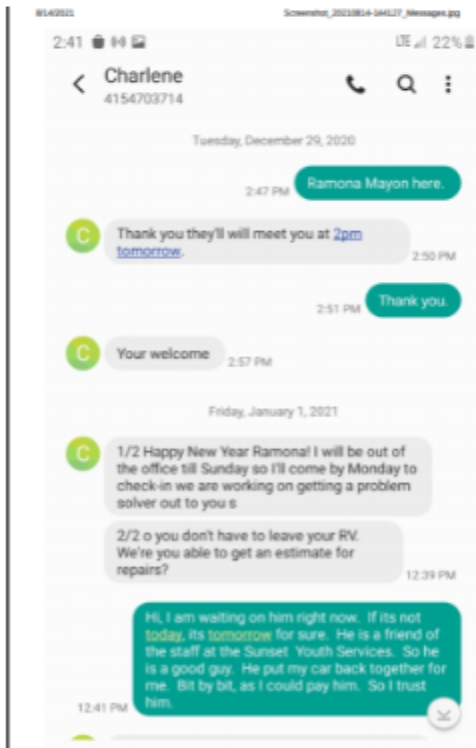 8/14/2021 Screenshot_20210814-144127_Messages.jpg
2:41 LTE 22%
Charlene
4154703714
Tuesday, December 29, 2020
2:47 PM Ramona Mayon here.
C Thank you they'll will meet you at 2pm
tomorrow.
2:50 PM
2:51 PM Thank you.
C Your welcome 2:57 PM
Friday, January 1, 2021
C 1/2 Happy New Year Ramona! I will be out of
the office till Sunday so I'll come by Monday to
check-in we are working on getting a problem
solver out to you s
2/2 o you don't have to leave your RV.
We're you able to get an estimate for
repairs?
12:39 PM
Hi, I am waiting on him right now. If its not
today, its tomorrow for sure. He is a friend of
the staff at the Sunset Youth Services. So he
is a good guy. He put my car back together for
me. Bit by bit, as I could pay him. So I trust
him.
12:41 PM